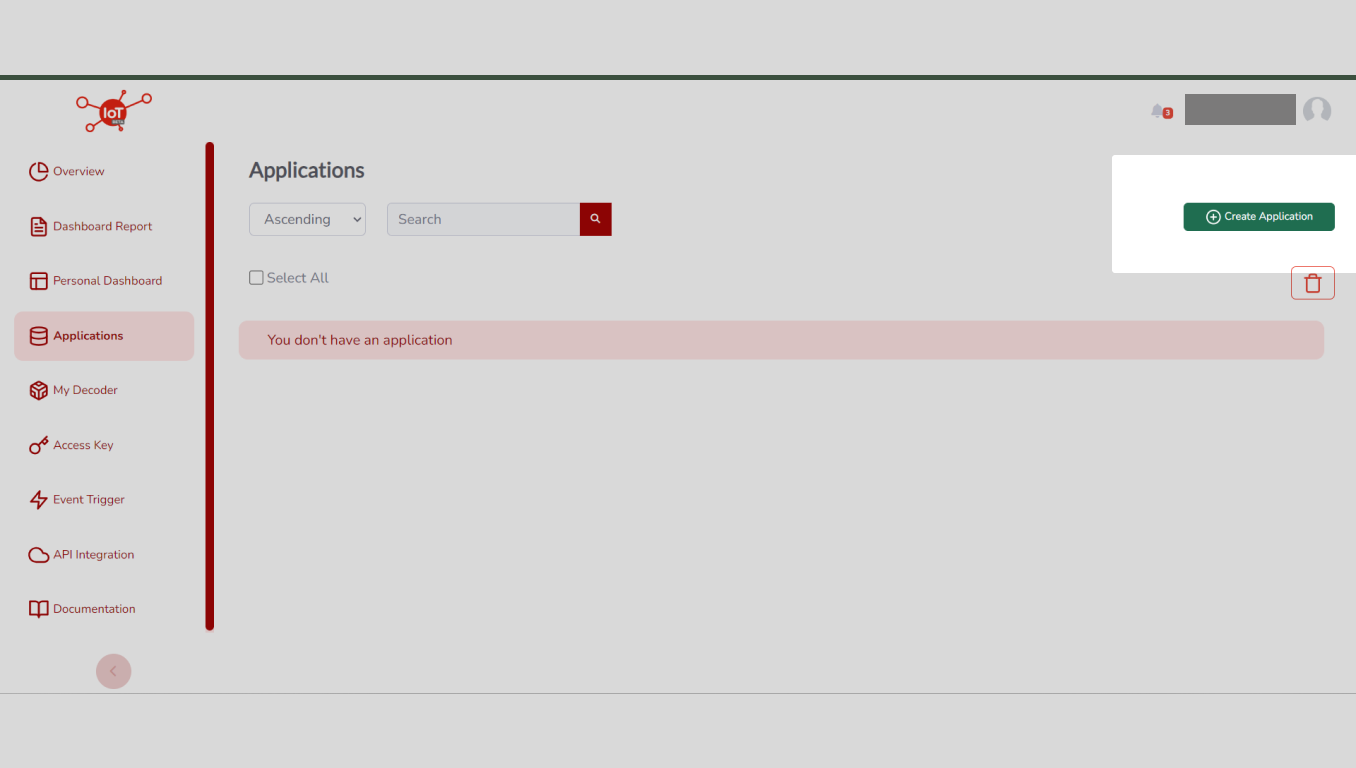 IoT
BETA
3
Overview
Dashboard Report
Personal Dashboard
Applications
My Decoder
Access Key
Event Trigger
API Integration
Documentation
Applications
Ascending
Search
Create Application
Select All
You don't have an application